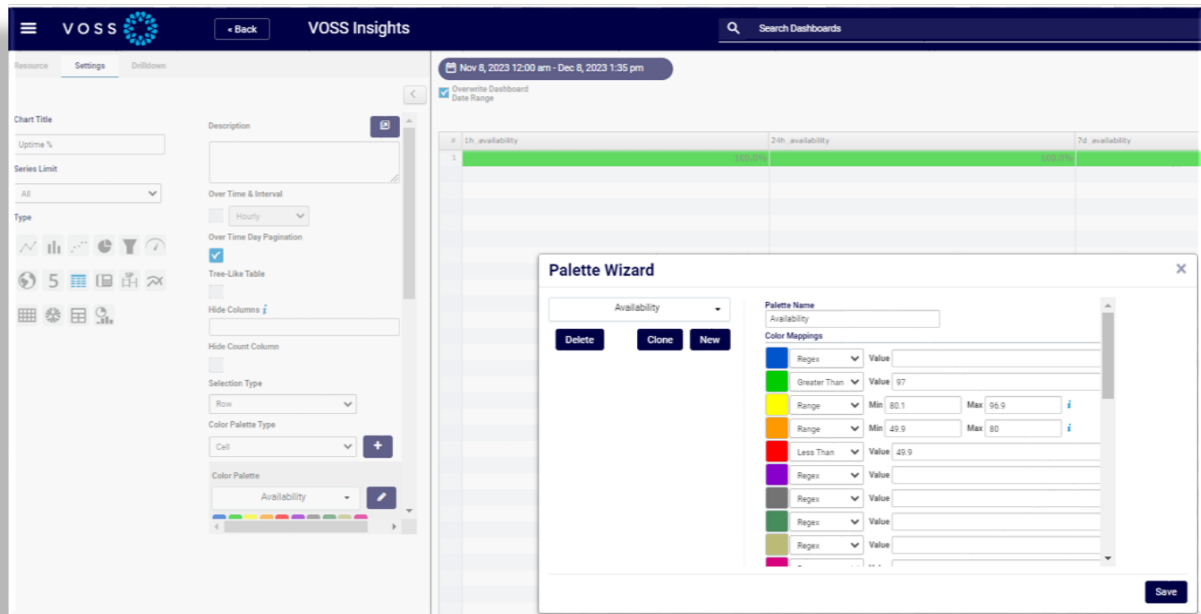 VOSS
« Back
VOSS Insights
Search Dashboards
Resource
Settings
Drilldown
Nov 8, 2023 12:00 am - Dec 8, 2023 1:35 pm
Overwrite Dashboard
Date Range
Chart Title
Uptime %
Series Limit
All
Type
5
Description
Over Time & Interval
Hourly
Over Time Day Pagination
Tree-Like Table
Hide Columns i
Hide Count Column
Selection Type
Row
Color Palette Type
Cell
+
Color Palette
Availability
# 1h_availability 24h_availability 7d_availability
1 100.0% 100.0%
Palette Wizard
Availability
Delete Clone New
Palette Name
Availability
Color Mappings
Regex Value
Greater Than Value 97
Range Min 80.1 Max 96.9 i
Range Min 49.9 Max 80 i
Less Than Value 49.9
Regex Value
Regex Value
Regex Value
Regex Value
Save